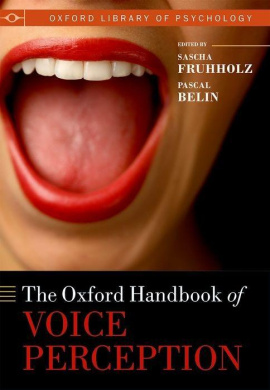 OXFORD LIBRARY OF PSYCHOLOGY
EDITED BY
SASCHA
FRUHHOLZ
PASCAL
BELIN
The Oxford Handbook of
VOICE
PERCEPTION